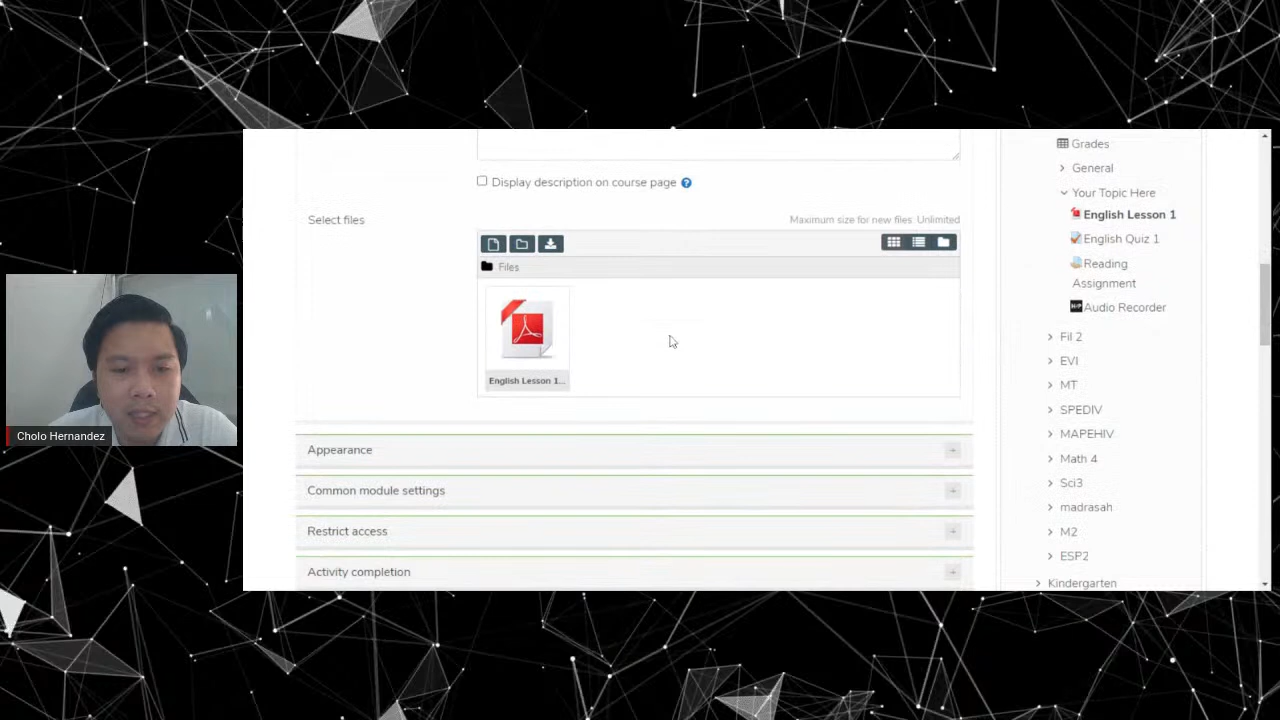 Display description on course page
Select files
Maximum size for new files: Unlimited
Files
English Lesson 1...
Appearance
Common module settings
Restrict access
Activity completion
Grades
General
Your Topic Here
English Lesson 1
English Quiz 1
Reading
Assignment
H-P Audio Recorder
Fil 2
EVI
MT
SPEDIV
MAPEHIV
Math 4
Sci3
madrasah
M2
ESP2
Kindergarten
Cholo Hernandez